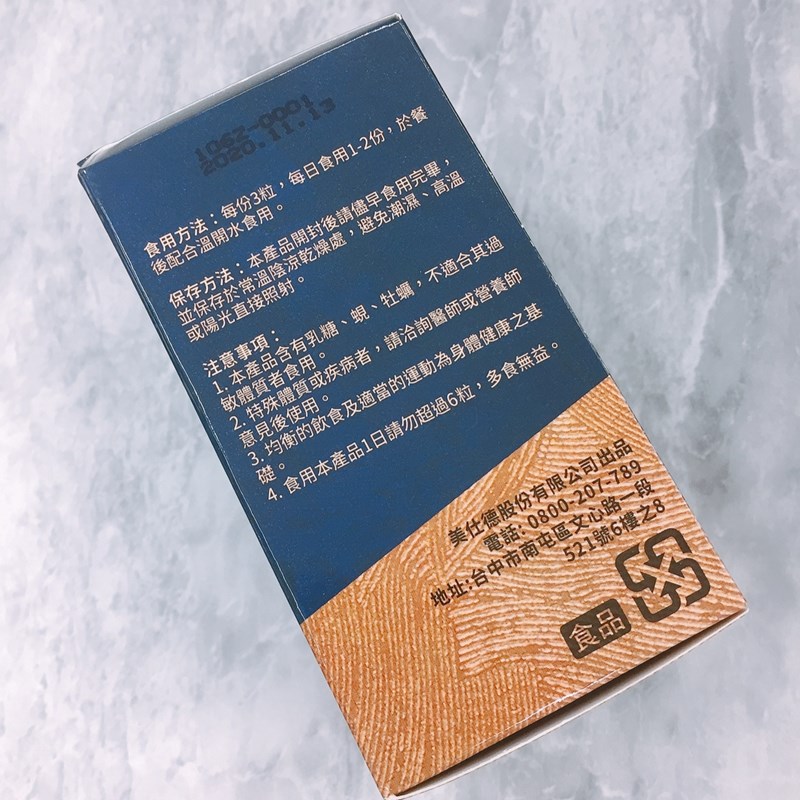 1062-0001
2020.11.13
食用方法：每份3粒，每日食用1-2份，於餐
後配合溫開水食用。
保存方法：本產品開封後請儘早食用完畢，
並保存於常溫陰涼乾燥處，避免潮濕、高溫
或陽光直接照射。
注意事項：
1. 本產品含有乳糖、蜆、牡蠣，不適合其過
敏體質者食用。
2. 特殊體質或疾病者，請洽詢醫師或營養師
意見後使用。
3. 均衡的飲食及適當的運動為身體健康之基
礎。
4. 食用本產品1日請勿超過6粒，多食無益。
美仕德股份有限公司出品
電話: 0800-207-789
地址:台中市南屯區文心路一段
521號6樓之8
食品